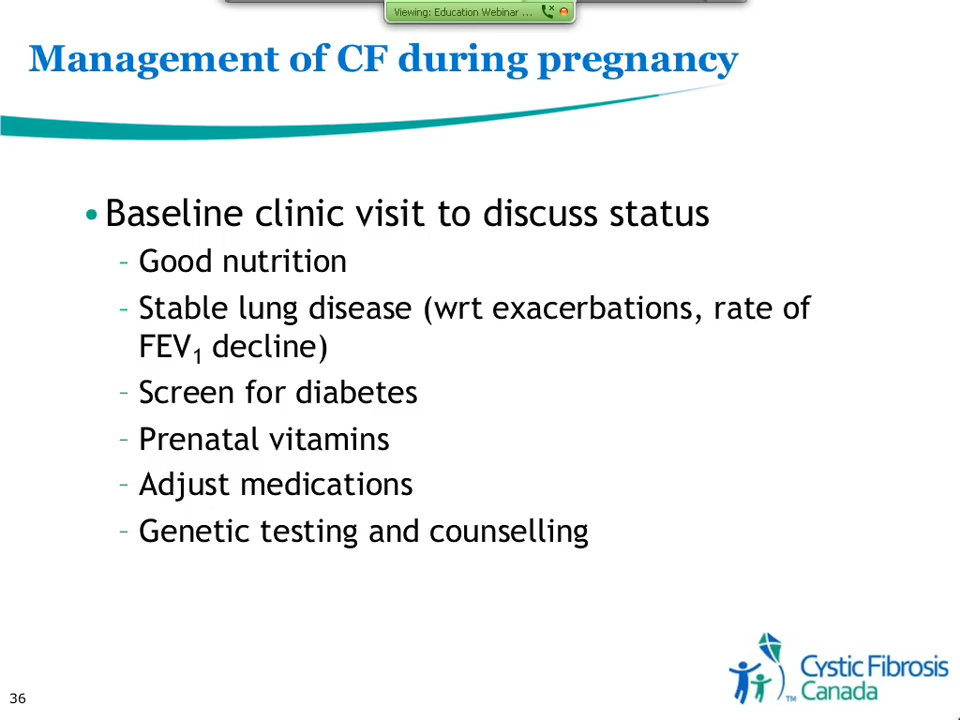 Viewing: Education Webinar ...
Management of CF during pregnancy
• Baseline clinic visit to discuss status
- Good nutrition
- Stable lung disease (wrt exacerbations, rate of
FEV₁ decline)
- Screen for diabetes
- Prenatal vitamins
- Adjust medications
- Genetic testing and counselling
Cystic Fibrosis
™ Canada
36